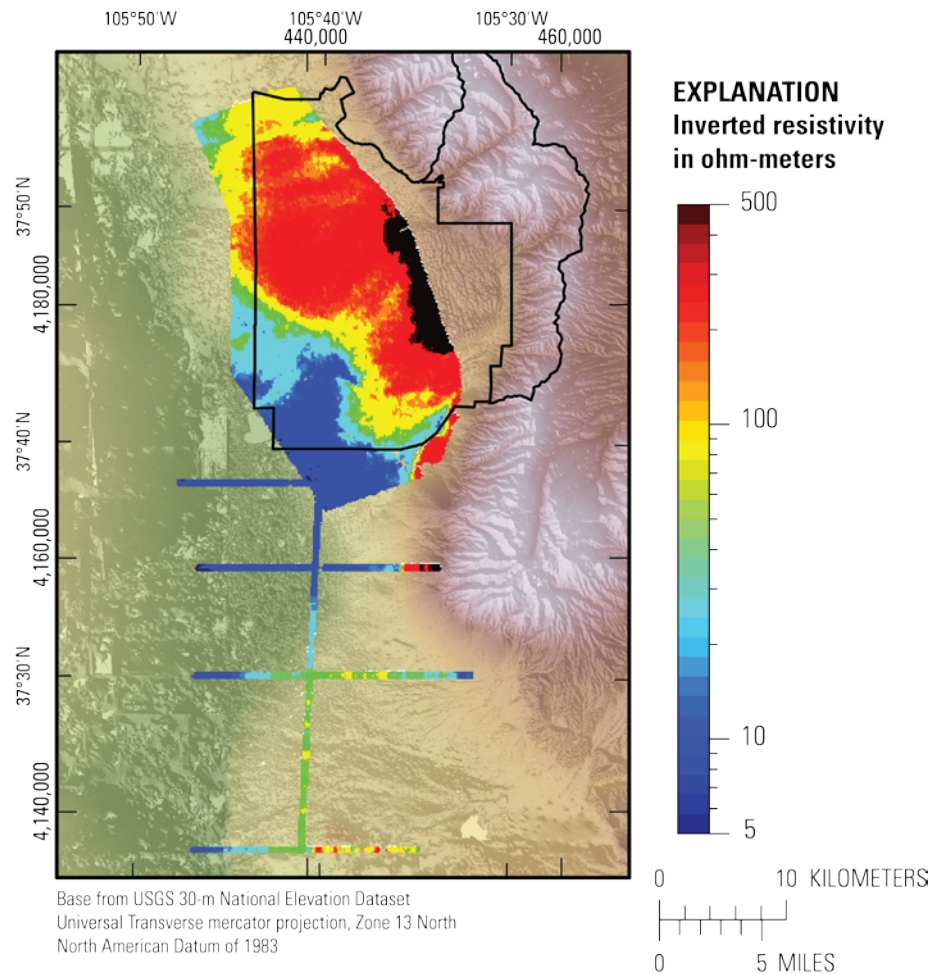 105°50'W 105°40'W 105°30'W
440,000 460,000
37°50'N
4,180,000
37°40'N
4,160,000
37°30'N
4,140,000
EXPLANATION
Inverted resistivity
in ohm-meters
500
100
10
5
0 10 KILOMETERS
0 5 MILES
Base from USGS 30-m National Elevation Dataset
Universal Transverse mercator projection, Zone 13 North
North American Datum of 1983